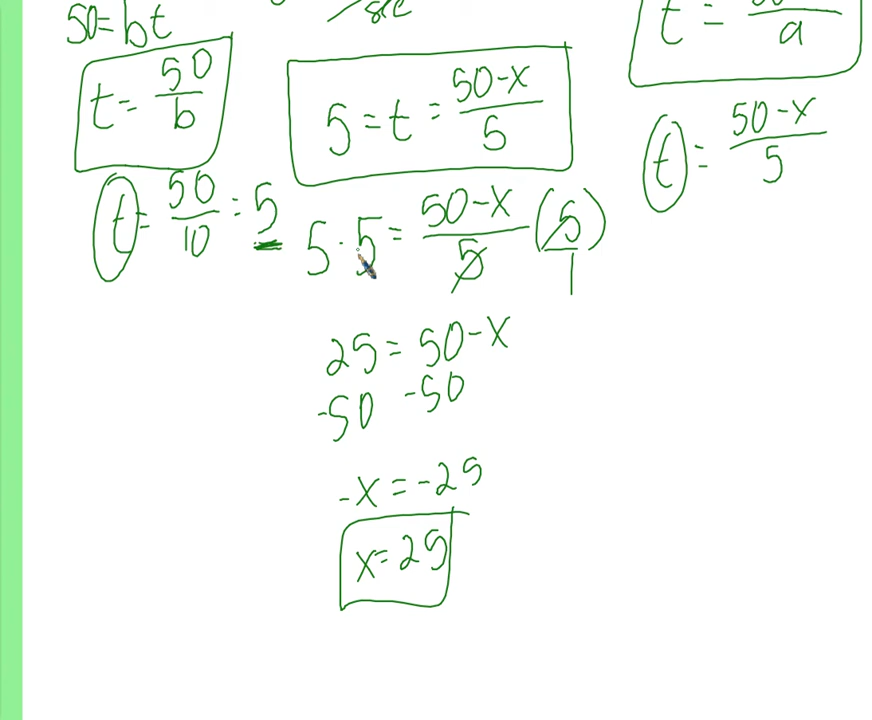 50=bt
/sec
t =
a
t = 50/b
5 = t = 50-x/5
t = 50-x/5
t = 50/10 = 5
5 · 5 = 50-x/5 (5/1)
25 = 50-x
-50 -50
-x = -25
x = 25